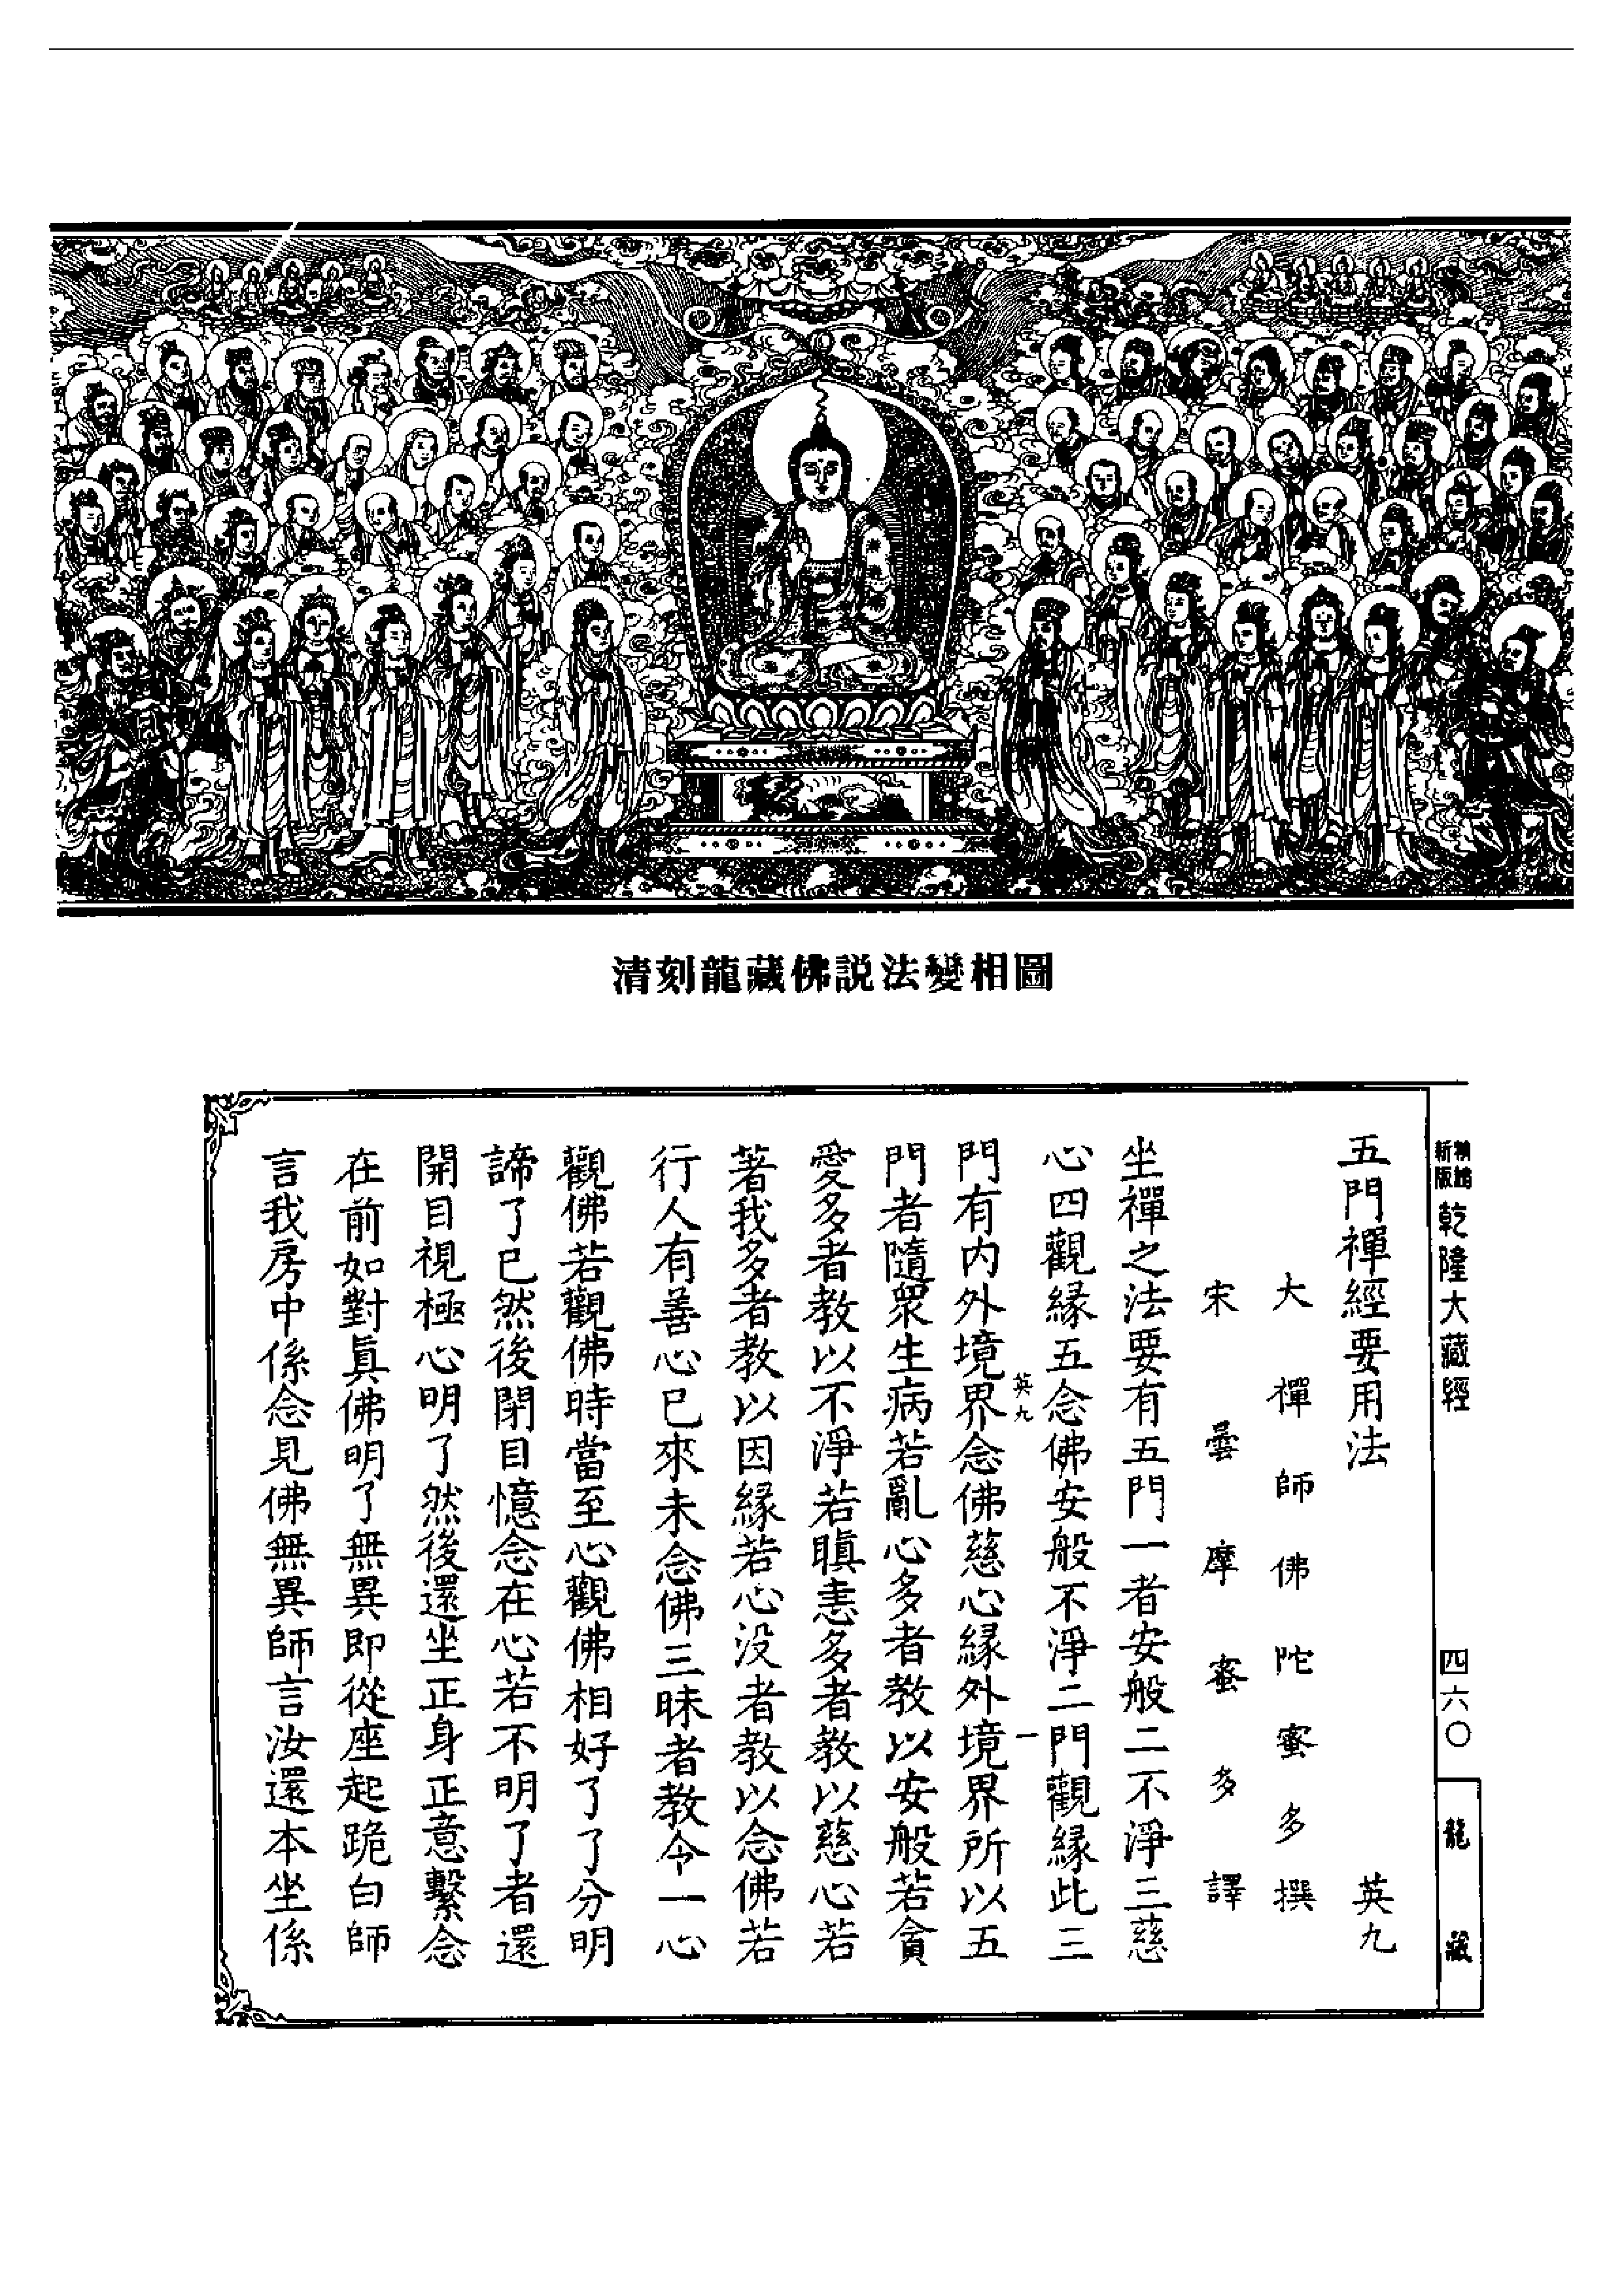 清刻龍藏佛説法變相圖
新版
乾隆大藏經
四六〇
龍藏
五門禪經要用法 英九
大禪師佛陀蜜多撰
宋曇摩蜜多譯
坐禪之法要有五門一者安般二不淨三慈
心四觀緣五念佛安般不淨二門觀緣此三
英九 一
門有内外境界念佛慈心緣外境界所以五
門者隨衆生病若亂心多者教以安般若貪
愛多者教以不淨若瞋恚多者教以慈心若
著我多者教以因緣若心没者教以念佛若
行人有善心已來未念佛三昧者教令一心
觀佛若觀佛時當至心觀佛相好了了分明
諦了已然後閉目憶念在心若不明了者還
開目視極心明了然後還坐正身正意繫念
在前如對眞佛明了無異即從座起跪白師
言我房中係念見佛無異師言汝還本坐係